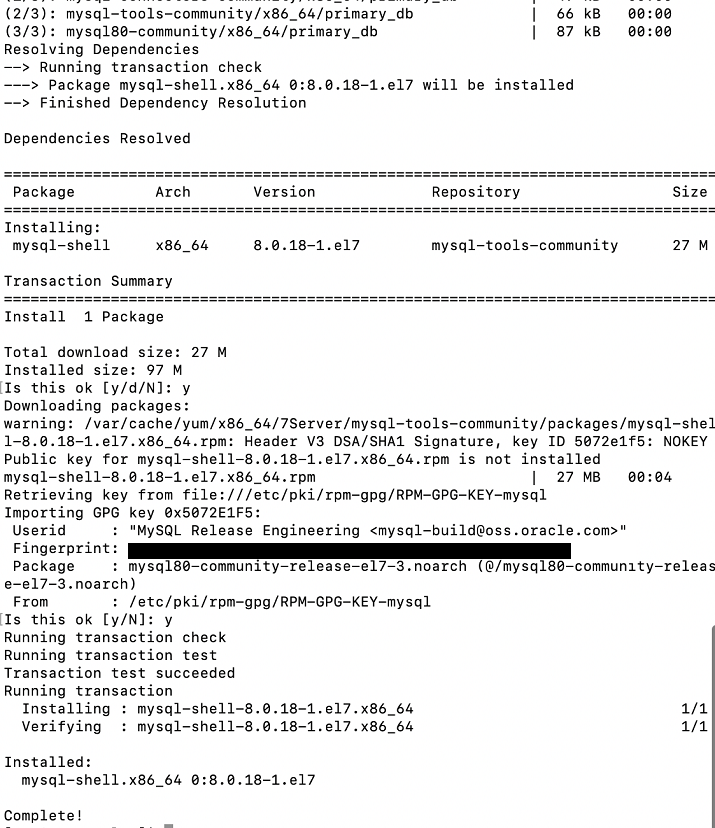 (2/3): mysql-tools-community/x86_64/primary_db | 66 kB 00:00
(3/3): mysql80-community/x86_64/primary_db | 87 kB 00:00
Resolving Dependencies
--> Running transaction check
---> Package mysql-shell.x86_64 0:8.0.18-1.el7 will be installed
--> Finished Dependency Resolution
Dependencies Resolved
================================================================================
Package Arch Version Repository Size
================================================================================
Installing:
mysql-shell x86_64 8.0.18-1.el7 mysql-tools-community 27 M
Transaction Summary
================================================================================
Install 1 Package
Total download size: 27 M
Installed size: 97 M
Is this ok [y/d/N]: y
Downloading packages:
warning: /var/cache/yum/x86_64/7Server/mysql-tools-community/packages/mysql-shel
l-8.0.18-1.el7.x86_64.rpm: Header V3 DSA/SHA1 Signature, key ID 5072e1f5: NOKEY
Public key for mysql-shell-8.0.18-1.el7.x86_64.rpm is not installed
mysql-shell-8.0.18-1.el7.x86_64.rpm | 27 MB 00:04
Retrieving key from file:///etc/pki/rpm-gpg/RPM-GPG-KEY-mysql
Importing GPG key 0x5072E1F5:
Userid : "MySQL Release Engineering <mysql-build@oss.oracle.com>"
Fingerprint:
Package : mysql80-community-release-el7-3.noarch (@/mysql80-community-releas
e-el7-3.noarch)
From : /etc/pki/rpm-gpg/RPM-GPG-KEY-mysql
Is this ok [y/N]: y
Running transaction check
Running transaction test
Transaction test succeeded
Running transaction
Installing : mysql-shell-8.0.18-1.el7.x86_64 1/1
Verifying : mysql-shell-8.0.18-1.el7.x86_64 1/1
Installed:
mysql-shell.x86_64 0:8.0.18-1.el7
Complete!